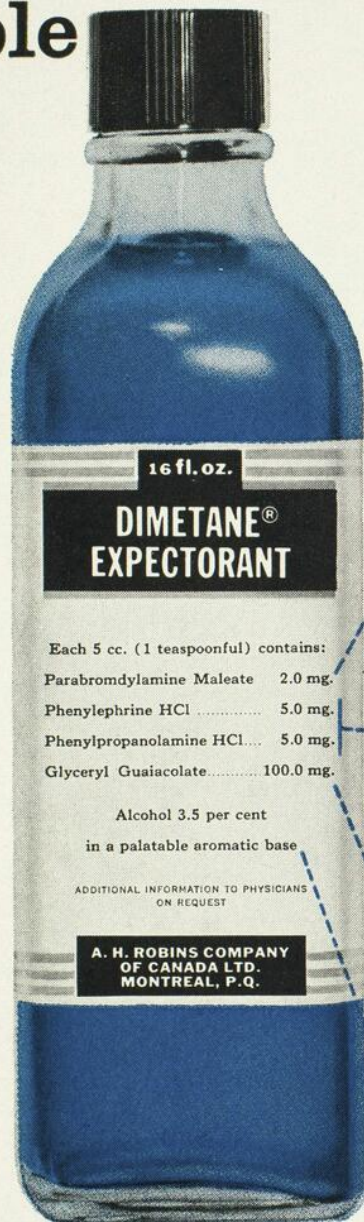 16 fl. oz.
DIMETANE®
EXPECTORANT
Each 5 cc. (1 teaspoonful) contains:
Parabromdylamine Maleate 2.0 mg.
Phenylephrine HCl ............. 5.0 mg.
Phenylpropanolamine HCl.... 5.0 mg.
Glyceryl Guaiacolate........... 100.0 mg.
Alcohol 3.5 per cent
in a palatable aromatic base
ADDITIONAL INFORMATION TO PHYSICIANS
ON REQUEST
A. H. ROBINS COMPANY
OF CANADA LTD.
MONTREAL, P.Q.